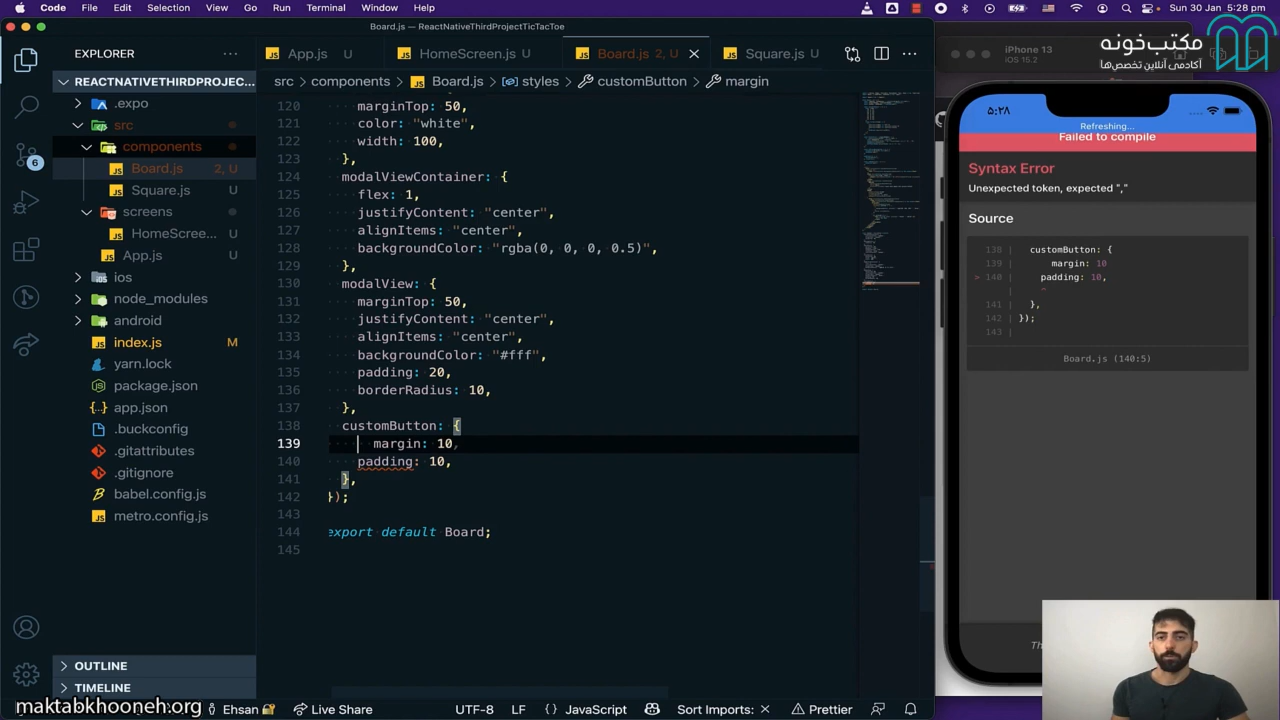 Code File Edit Selection View Go Run Terminal Window Help
Sun 30 Jan 5:28 pm
Board.js — ReactNativeThirdProjectTicTacToe
مکتب‌خونه
آکادمی آنلاین تخصص‌ها
iPhone 13
iOS 15.2
EXPLORER
App.js U
HomeScreen.js U
Board.js 2, U
Square.js U
REACTNATIVETHIRDPROJEC...
src components Board.js styles customButton margin
.expo
src
components
Board.js 2, U
Square.js U
screens
HomeScree... U
App.js U
ios
node_modules
android
index.js M
yarn.lock
package.json
app.json
.buckconfig
.gitattributes
.gitignore
babel.config.js
metro.config.js
OUTLINE
TIMELINE
6
120 marginTop: 50,
121 color: "white",
122 width: 100,
123 },
124 modalViewContainer: {
125 flex: 1,
126 justifyContent: "center",
127 alignItems: "center",
128 backgroundColor: "rgba(0, 0, 0, 0.5)",
129 },
130 modalView: {
131 marginTop: 50,
132 justifyContent: "center",
133 alignItems: "center",
134 backgroundColor: "#fff",
135 padding: 20,
136 borderRadius: 10,
137 },
138 customButton: {
139 margin: 10,
140 padding: 10,
141 },
142 });
143
144 export default Board;
145
۵:۲۸
Refreshing...
Failed to compile
Syntax Error
Unexpected token, expected ","
Source
138 | customButton: {
139 | margin: 10
140 | padding: 10,
141 | },
142 | });
143 |
Board.js (140:5)
Th
maktabkhooneh.org
Ehsan
Live Share
UTF-8
LF
{} JavaScript
Sort Imports:
Prettier